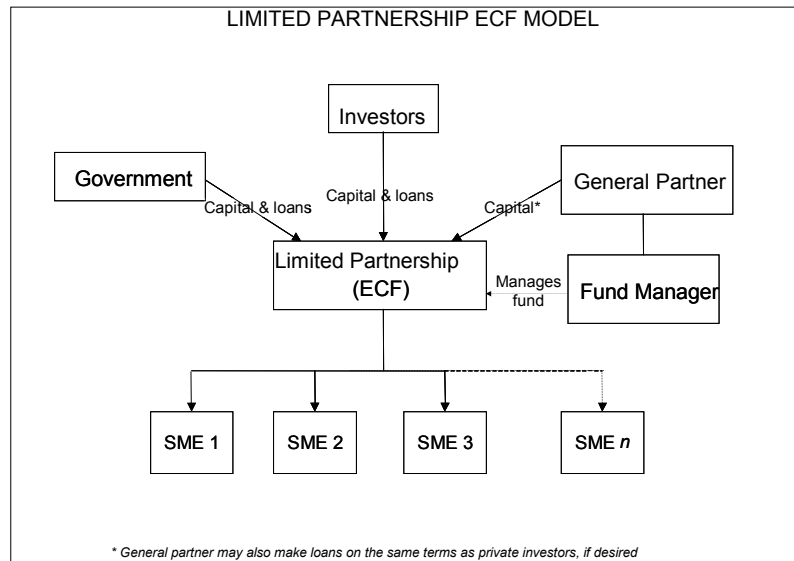 LIMITED PARTNERSHIP ECF MODEL
Investors
Government
General Partner
Capital & loans
Capital & loans
Capital*
Limited Partnership
(ECF)
Manages
fund
Fund Manager
SME 1
SME 2
SME 3
SME n
* General partner may also make loans on the same terms as private investors, if desired